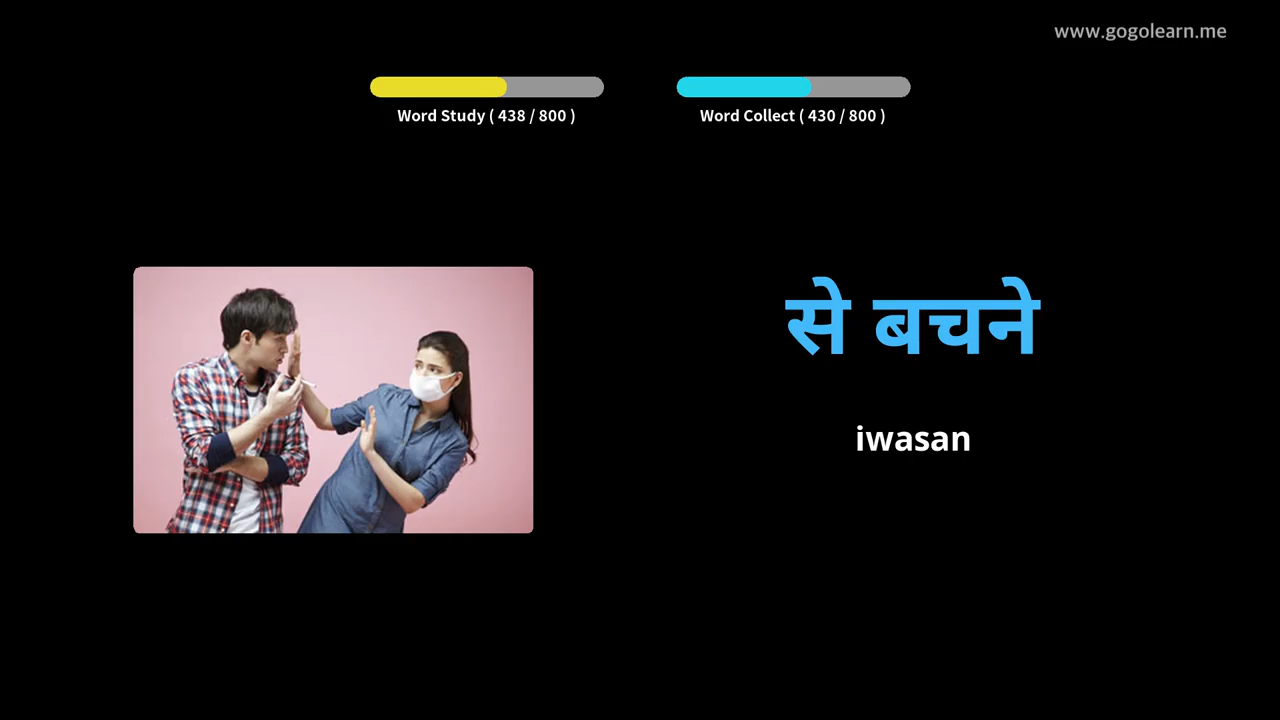 www.gogolearn.me
Word Study ( 438 / 800 )
Word Collect ( 430 / 800 )
से बचने
iwasan